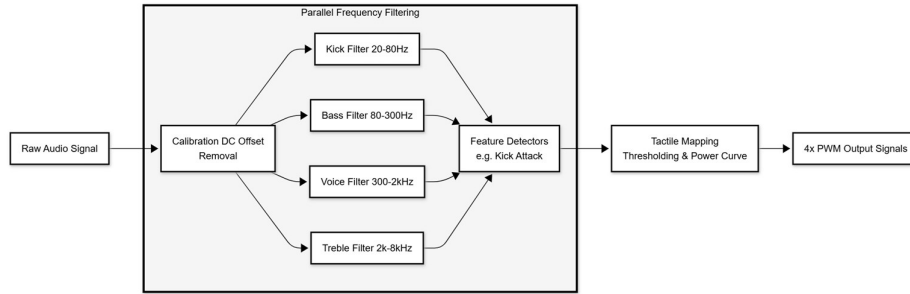 Parallel Frequency Filtering
Kick Filter 20-80Hz
Bass Filter 80-300Hz
Raw Audio Signal
Calibration DC Offset
Removal
Feature Detectors
e.g. Kick Attack
Tactile Mapping
Thresholding & Power Curve
4x PWM Output Signals
Voice Filter 300-2kHz
Treble Filter 2k-8kHz